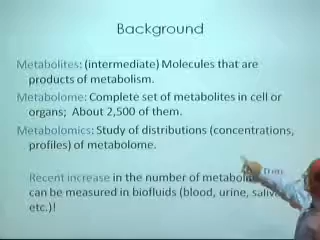 Background
Metabolites: (intermediate) Molecules that are
products of metabolism.
Metabolome: Complete set of metabolites in cell or
organs; About 2,500 of them.
Metabolomics: Study of distributions (concentrations,
profiles) of metabolome.
Recent increase in the number of
can be measured in biofluids (blood, urine,
etc.)!